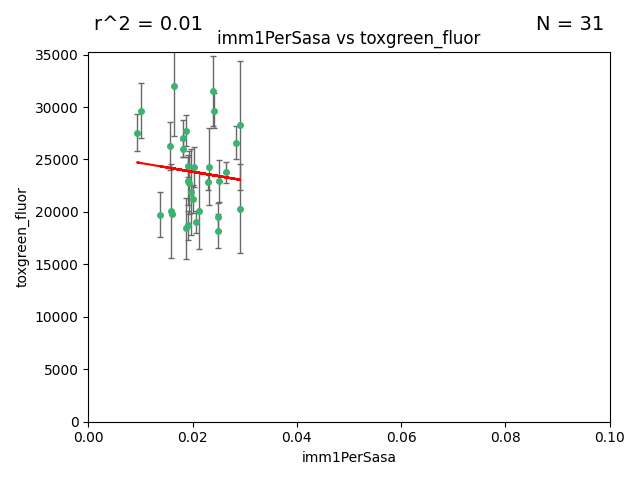 r^2 = 0.01
N = 31
imm1PerSasa vs toxgreen_fluor
35000
30000
25000
20000
15000
10000
5000
0
toxgreen_fluor
0.00
0.02
0.04
0.06
0.08
0.10
imm1PerSasa